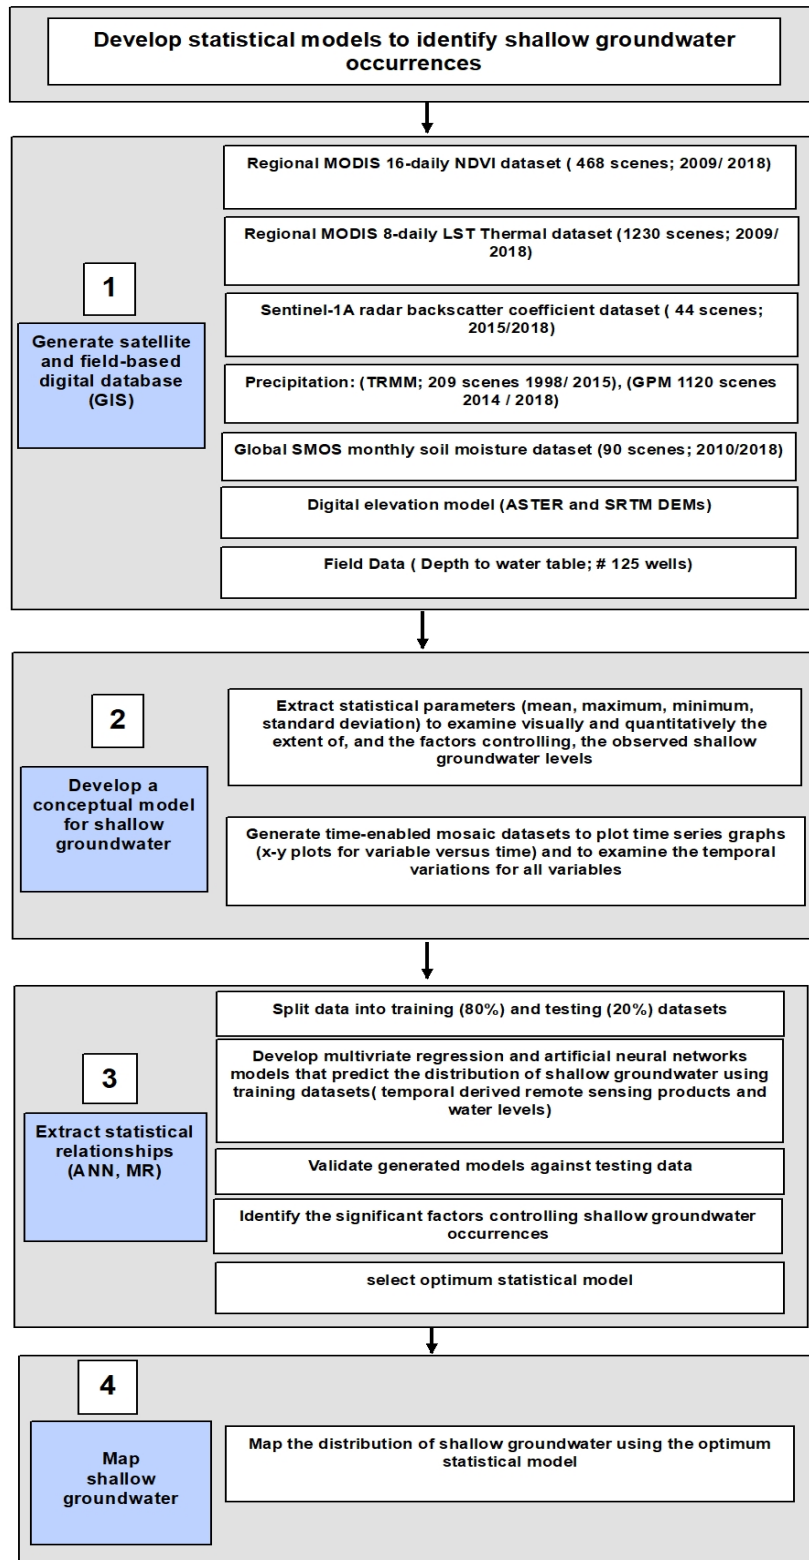 Develop statistical models to identify shallow groundwater
occurrences
1
Generate satellite
and field-based
digital database
(GIS)
Regional MODIS 16-daily NDVI dataset ( 468 scenes; 2009/ 2018)
Regional MODIS 8-daily LST Thermal dataset (1230 scenes; 2009/
2018)
Sentinel-1A radar backscatter coefficient dataset ( 44 scenes;
2015/2018)
Precipitation: (TRMM; 209 scenes 1998/ 2015), (GPM 1120 scenes
2014 / 2018)
Global SMOS monthly soil moisture dataset (90 scenes; 2010/2018)
Digital elevation model (ASTER and SRTM DEMs)
Field Data ( Depth to water table; # 125 wells)
2
Develop a
conceptual model
for shallow
groundwater
Extract statistical parameters (mean, maximum, minimum,
standard deviation) to examine visually and quantitatively the
extent of, and the factors controlling, the observed shallow
groundwater levels
Generate time-enabled mosaic datasets to plot time series graphs
(x-y plots for variable versus time) and to examine the temporal
variations for all variables
3
Extract statistical
relationships
(ANN, MR)
Split data into training (80%) and testing (20%) datasets
Develop multivriate regression and artificial neural networks
models that predict the distribution of shallow groundwater using
training datasets( temporal derived remote sensing products and
water levels)
Validate generated models against testing data
Identify the significant factors controlling shallow groundwater
occurrences
select optimum statistical model
4
Map
shallow
groundwater
Map the distribution of shallow groundwater using the optimum
statistical model